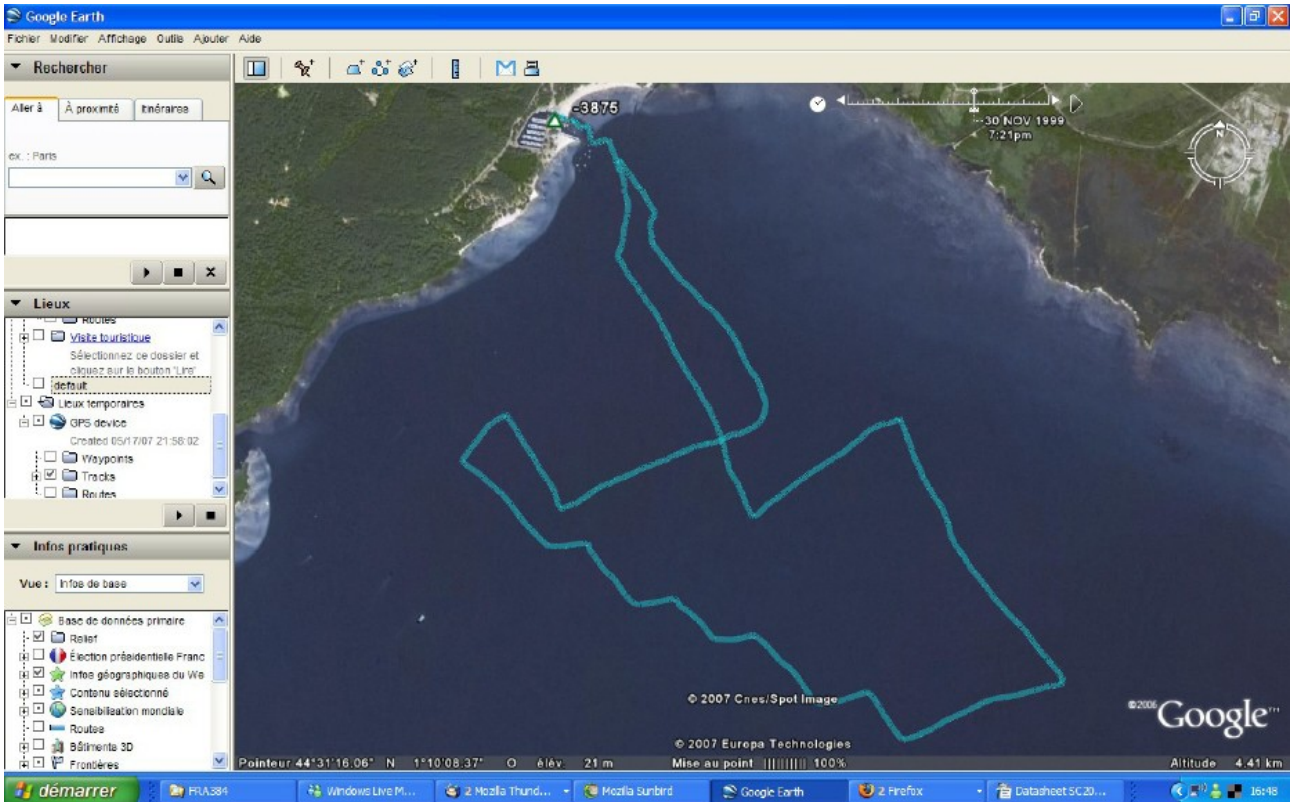 Google Earth
Fichier Modifier Affichage Outils Ajouter Aide
Rechercher
Aller à À proximité Itinéraires
ex. : Paris
Lieux
Routes
Visite touristique
Sélectionnez ce dossier et
cliquez sur le bouton 'Lire'
default
Lieux temporaires
GPS device
Created 05/17/07 21:58:02
Waypoints
Tracks
Routes
Infos pratiques
Vue : Infos de base
Base de données primaire
Relief
Élection présidentielle Franc
Infos géographiques du We
Contenu sélectionné
Sensibilisation mondiale
Routes
Bâtiments 3D
Frontières
-3875
30 NOV 1999
7:21pm
N
© 2007 Cnes/Spot Image
© 2007 Europa Technologies
©2006 Google™
Pointeur 44°31'16.06" N 1°10'08.37" O élév. 21 m Mise au point |||||||||| 100% Altitude 4.41 km
démarrer FRA384 Windows Live M... 2 Mozilla Thund... Mozilla Sunbird Google Earth 2 Firefox Datasheet SC20... 16:48